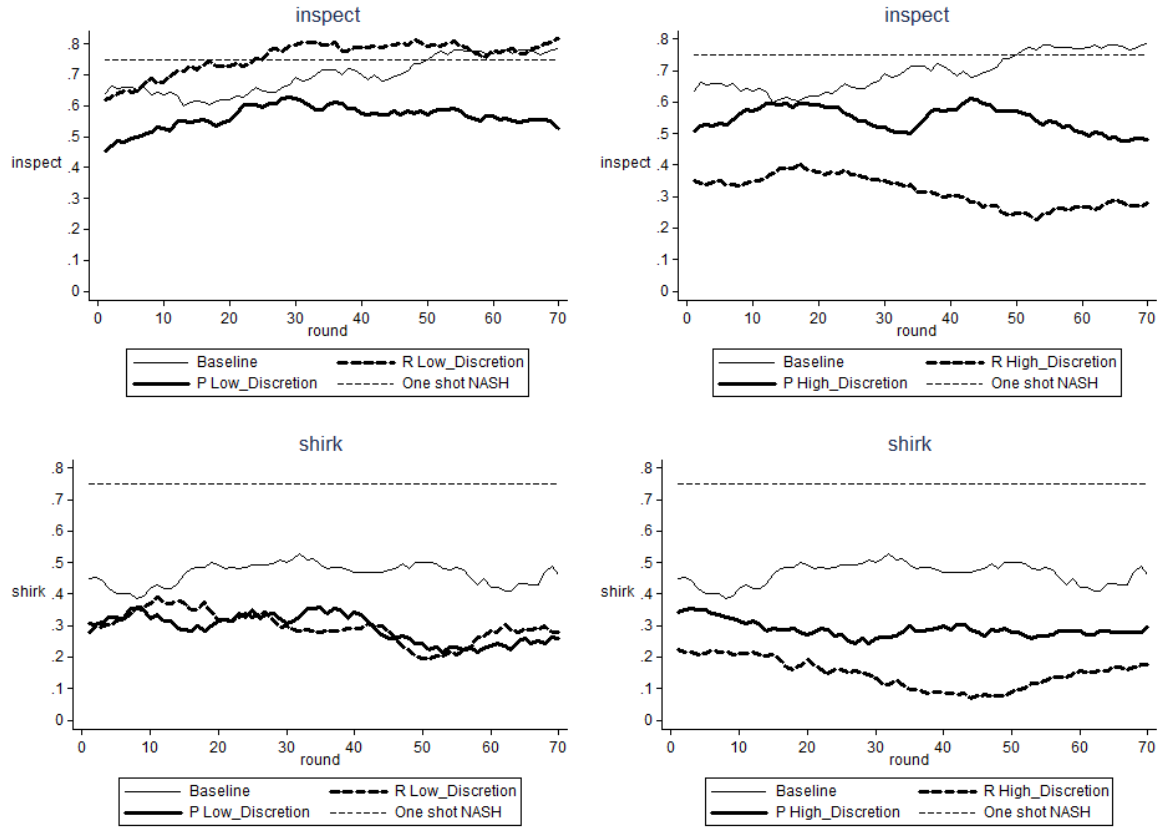 inspect
.8
.7
.6
.5
inspect
.4
.3
.2
.1
0
0 10 20 30 40 50 60 70
round
Baseline R Low_Discretion
P Low_Discretion One shot NASH
inspect
.8
.7
.6
.5
inspect
.4
.3
.2
.1
0
0 10 20 30 40 50 60 70
round
Baseline R High_Discretion
P High_Discretion One shot NASH
shirk
.8
.7
.6
.5
shirk
.4
.3
.2
.1
0
0 10 20 30 40 50 60 70
round
Baseline R Low_Discretion
P Low_Discretion One shot NASH
shirk
.8
.7
.6
.5
shirk
.4
.3
.2
.1
0
0 10 20 30 40 50 60 70
round
Baseline R High_Discretion
P High_Discretion One shot NASH